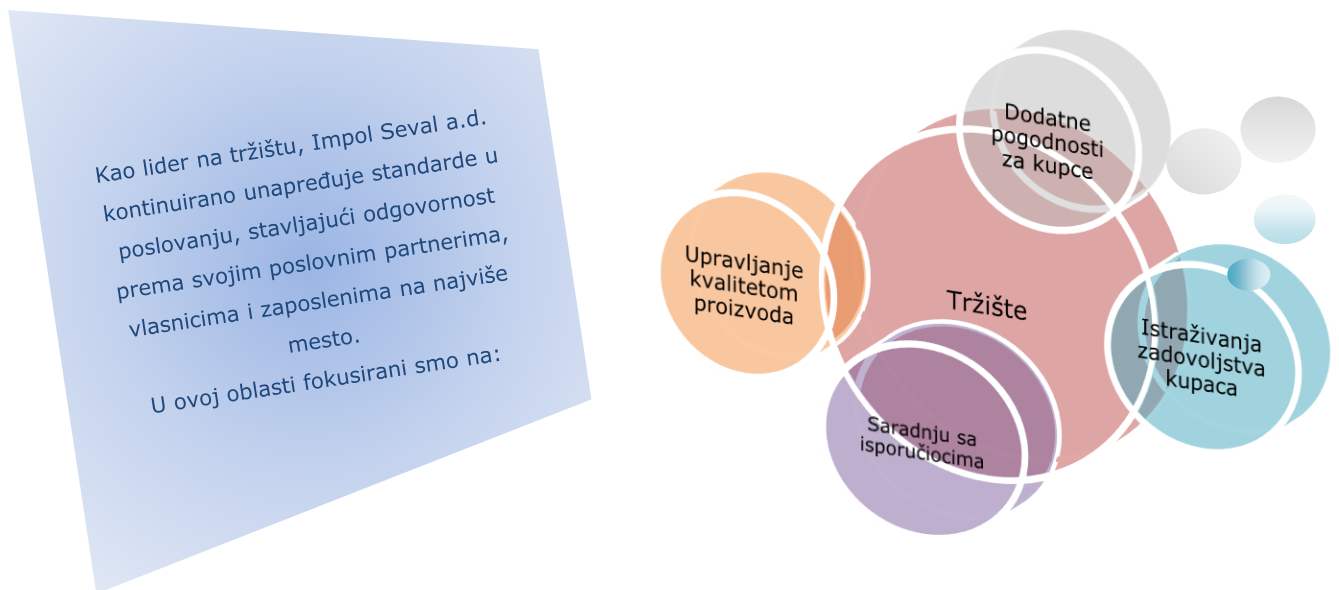 Kao lider na tržištu, Impol Seval a.d.
kontinuirano unapređuje standarde u
poslovanju, stavljajući odgovornost
prema svojim poslovnim partnerima,
vlasnicima i zaposlenima na najviše
mesto.
U ovoj oblasti fokusirani smo na:
Dodatne
pogodnosti
za kupce
Upravljanje
kvalitetom
proizvoda
Tržište
Istraživanja
zadovoljstva
kupaca
Saradnju sa
isporučiocima